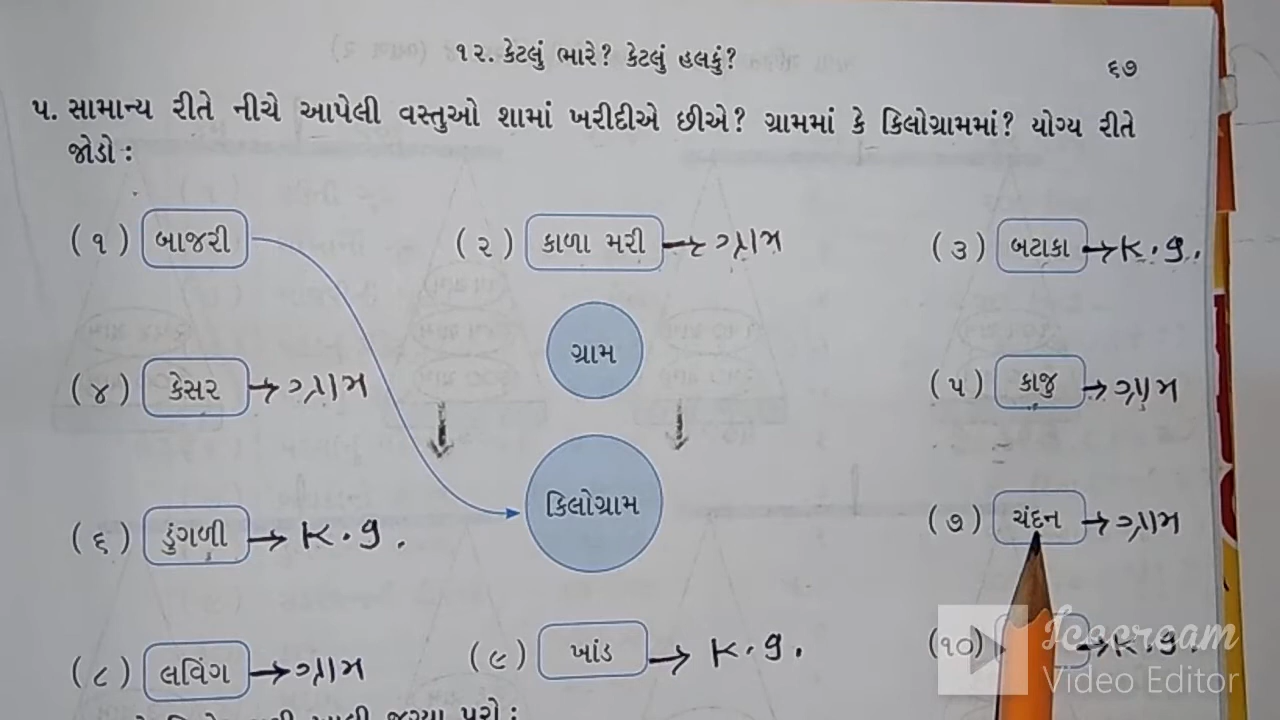 ૧૨. કેટલું ભારે? કેટલું હલકું?
૬૭
૫. સામાન્ય રીતે નીચે આપેલી વસ્તુઓ શામાં ખરીદીએ છીએ? ગ્રામમાં કે કિલોગ્રામમાં? યોગ્ય રીતે
જોડો :
(૧) બાજરી (૨) કાળા મરી → ગ્રામ (૩) બટાકા → K.g.
ગ્રામ
(૪) કેસર → ગ્રામ (૫) કાજુ → ગ્રામ
કિલોગ્રામ
(૬) ડુંગળી → K.g. (૭) ચંદન → ગ્રામ
(૮) લવિંગ → ગ્રામ (૯) ખાંડ → K.g. (૧૦) → K.g.
Icecream
Video Editor